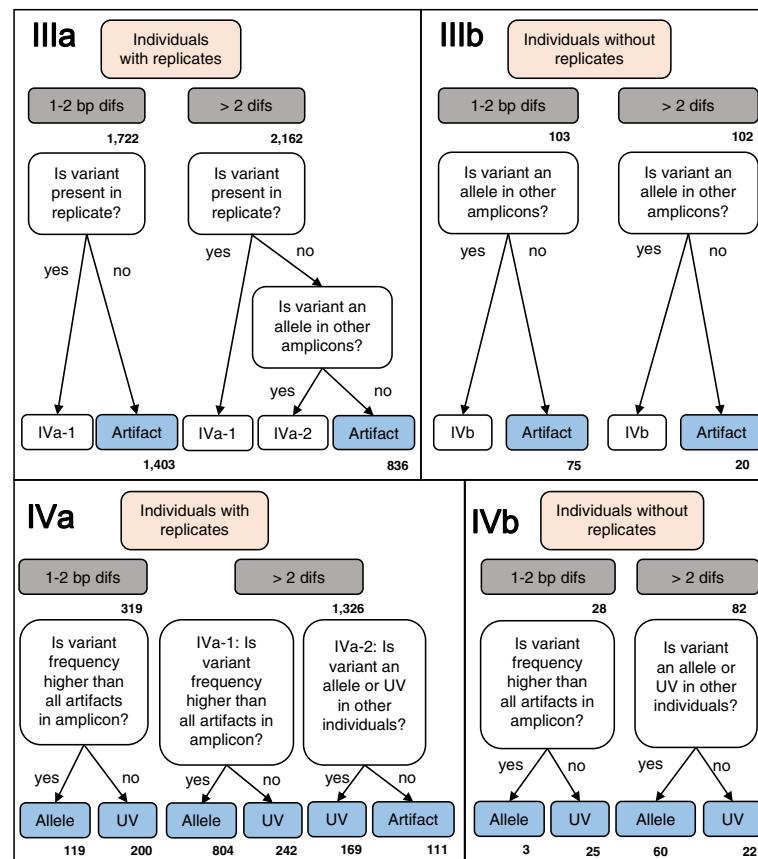 IIIa
Individuals
with replicates
1-2 bp difs
> 2 difs
1,722
2,162
Is variant
present in
replicate?
Is variant
present in
replicate?
yes
no
yes
no
Is variant an
allele in other
amplicons?
yes
no
IVa-1
Artifact
IVa-1
IVa-2
Artifact
1,403
836
IIIb
Individuals without
replicates
1-2 bp difs
> 2 difs
103
102
Is variant an
allele in other
amplicons?
Is variant an
allele in other
amplicons?
yes
no
yes
no
IVb
Artifact
IVb
Artifact
75
20
IVa
Individuals with
replicates
1-2 bp difs
> 2 difs
319
1,326
Is variant
frequency
higher than
all artifacts
in amplicon?
IVa-1: Is
variant
frequency
higher than
all artifacts in
amplicon?
IVa-2: Is
variant an
allele or UV
in other
individuals?
yes
no
yes
no
yes
no
Allele
UV
Allele
UV
UV
Artifact
119
200
804
242
169
111
IVb
Individuals without
replicates
1-2 bp difs
> 2 difs
28
82
Is variant
frequency
higher than
all artifacts
in amplicon?
Is variant
an allele or
UV in other
individuals?
yes
no
yes
no
Allele
UV
Allele
UV
3
25
60
22